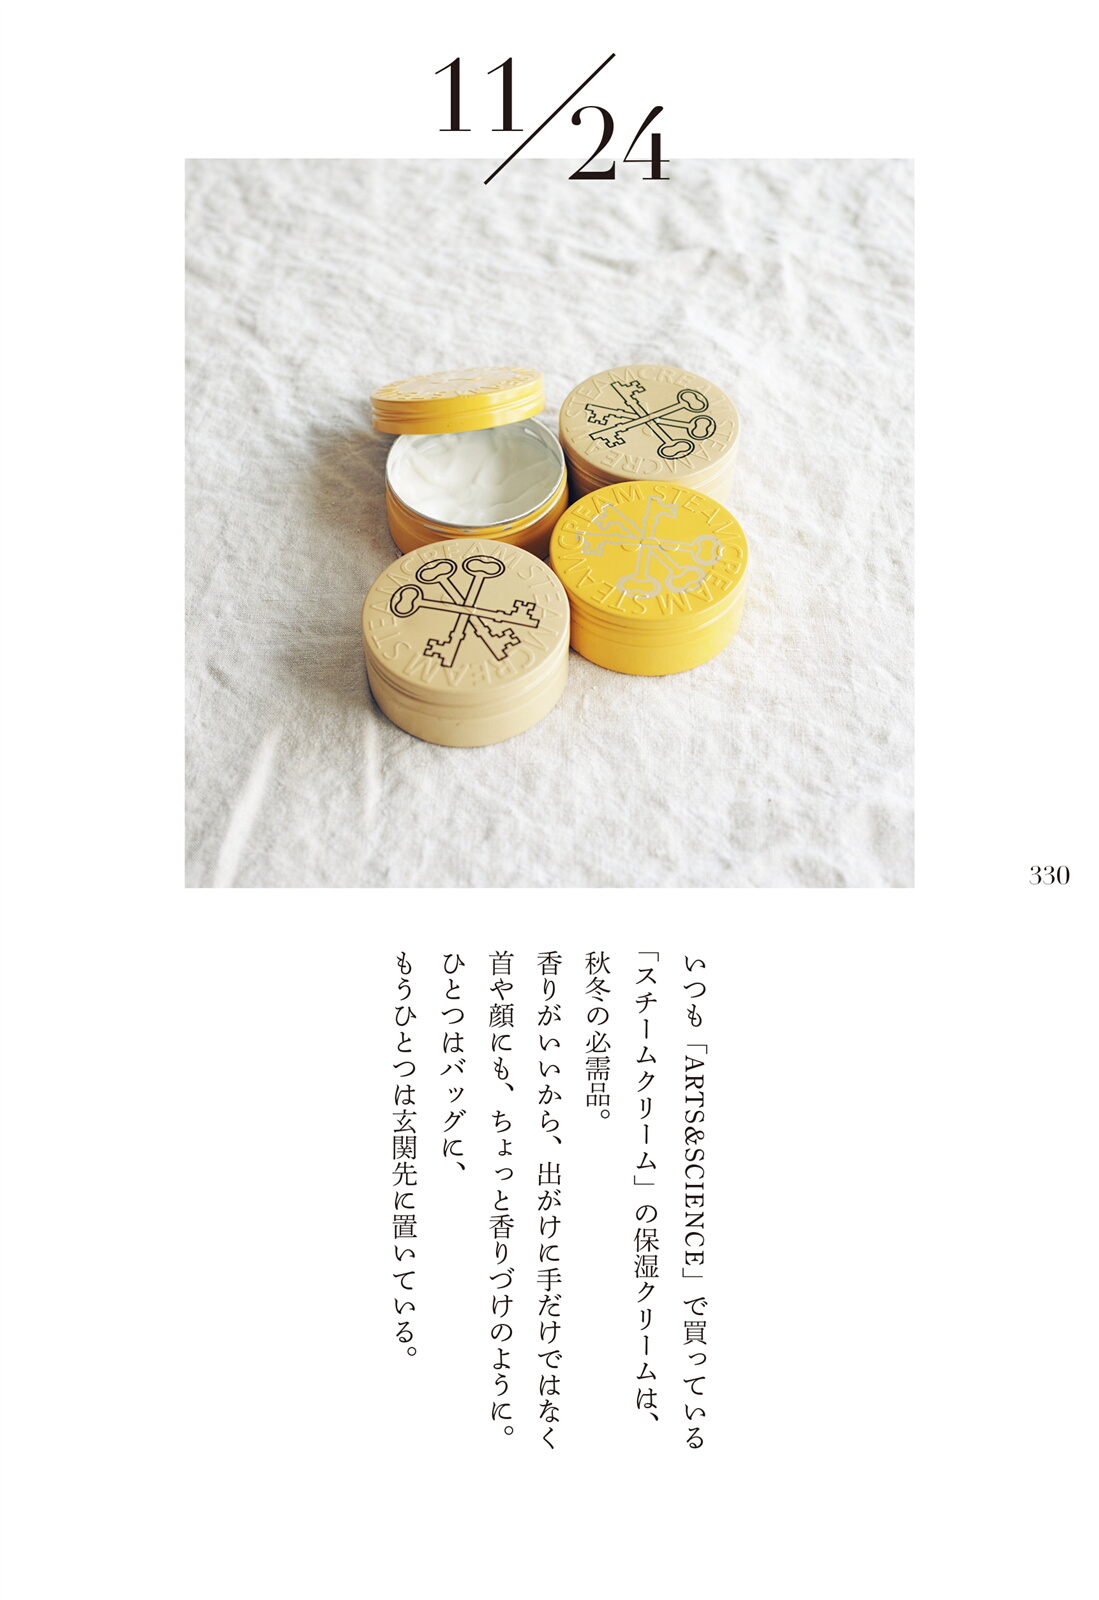 11/24
STEAMCREAM STEAMCREAM
STEAMCREAM STEAMCREAM
STEAMCREAM STEAMCREAM
330
いつも「ARTS&SCIENCE」で買っている
「スチームクリーム」の保湿クリームは、
秋冬の必需品。
香りがいいから、出がけに手だけではなく
首や顔にも、ちょっと香りづけのように。
ひとつはバッグに、
もうひとつは玄関先に置いている。